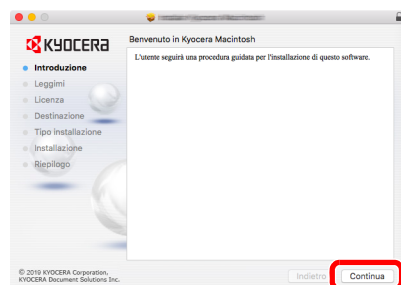 KYOCERA
Benvenuto in Kyocera Macintosh
L'utente seguirà una procedura guidata per l'installazione di questo software.
Introduzione
Leggimi
Licenza
Destinazione
Tipo installazione
Installazione
Riepilogo
© 2019 KYOCERA Corporation,
KYOCERA Document Solutions Inc.
Indietro
Continua